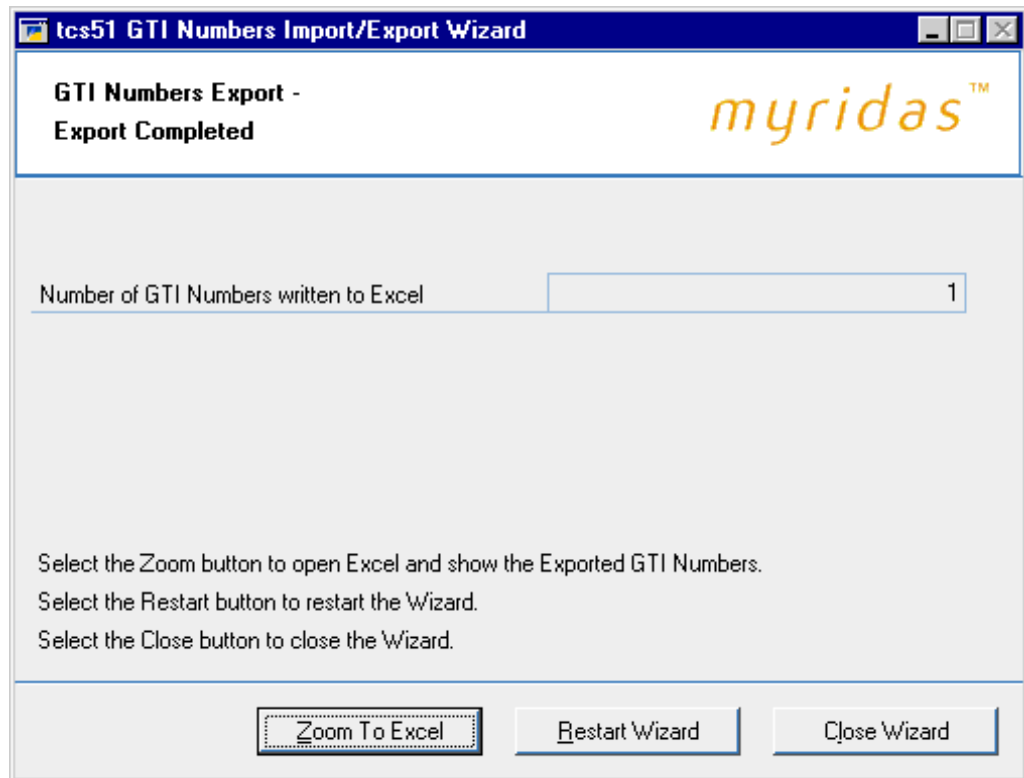 tcs51 GTI Numbers Import/Export Wizard
GTI Numbers Export -
Export Completed
myridas™
Number of GTI Numbers written to Excel 1
Select the Zoom button to open Excel and show the Exported GTI Numbers.
Select the Restart button to restart the Wizard.
Select the Close button to close the Wizard.
Zoom To Excel Restart Wizard Close Wizard